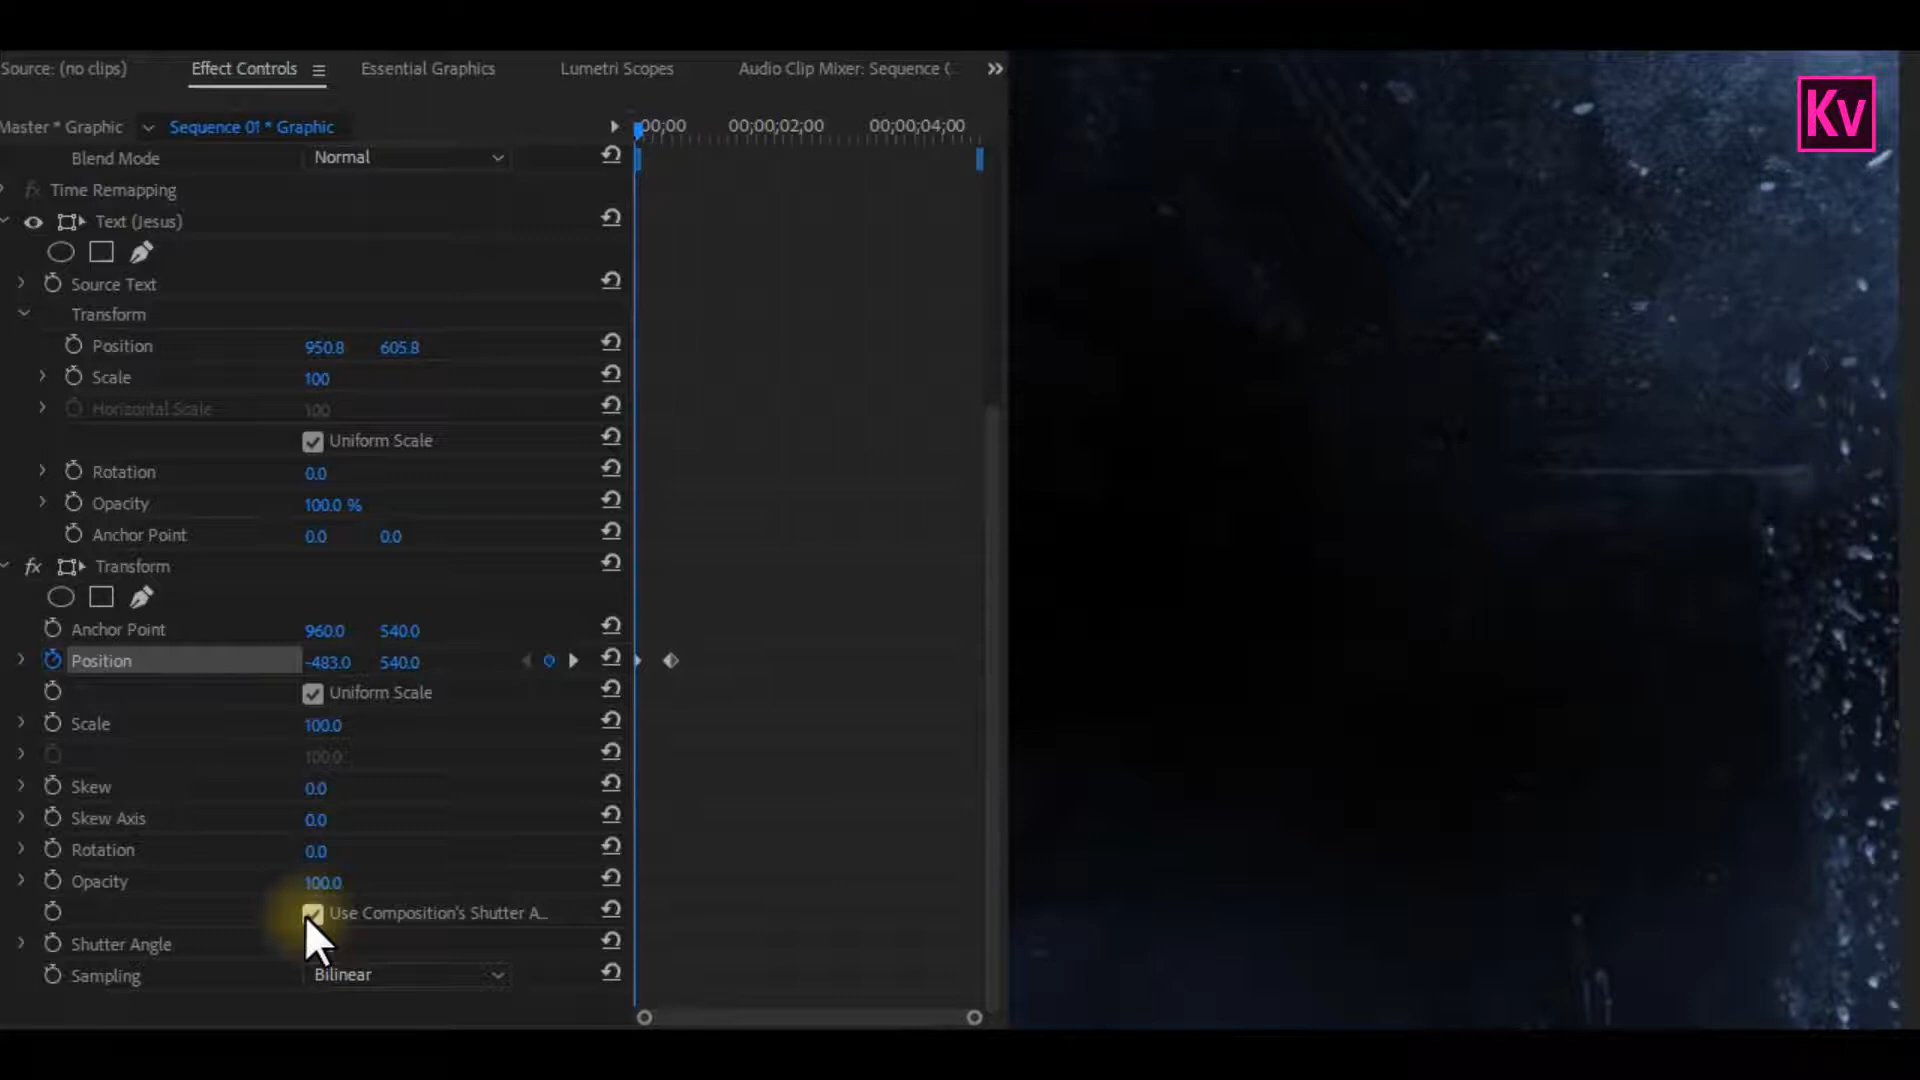 Source: (no clips) Effect Controls Essential Graphics Lumetri Scopes Audio Clip Mixer: Sequence (
Kv
Master * Graphic Sequence 01 * Graphic 00;00 00;00;02;00 00;00;04;00
Blend Mode Normal
fx Time Remapping
Text (Jesus)
Source Text
Transform
Position 950.8 605.8
Scale 100
Horizontal Scale 100
Uniform Scale
Rotation 0.0
Opacity 100.0 %
Anchor Point 0.0 0.0
fx Transform
Anchor Point 960.0 540.0
Position -483.0 540.0
Uniform Scale
Scale 100.0
100.0
Skew 0.0
Skew Axis 0.0
Rotation 0.0
Opacity 100.0
Use Composition's Shutter A...
Shutter Angle
Sampling Bilinear